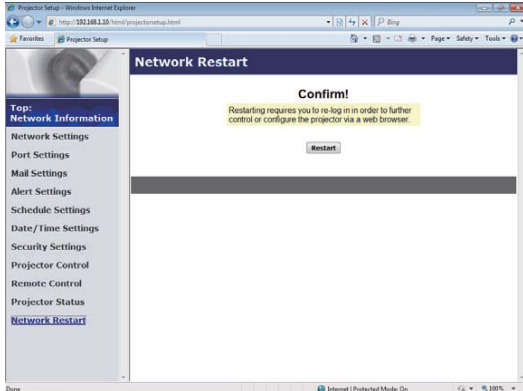 Projector Setup - Windows Internet Explorer
http://192.168.1.10/html/projectorsetup.html
Bing
Favorites
Projector Setup
Page
Safety
Tools
Network Restart
Confirm!
Restarting requires you to re-log in in order to further
control or configure the projector via a web browser.
Restart
Top:
Network Information
Network Settings
Port Settings
Mail Settings
Alert Settings
Schedule Settings
Date/Time Settings
Security Settings
Projector Control
Remote Control
Projector Status
Network Restart
Done
Internet | Protected Mode: On
100%